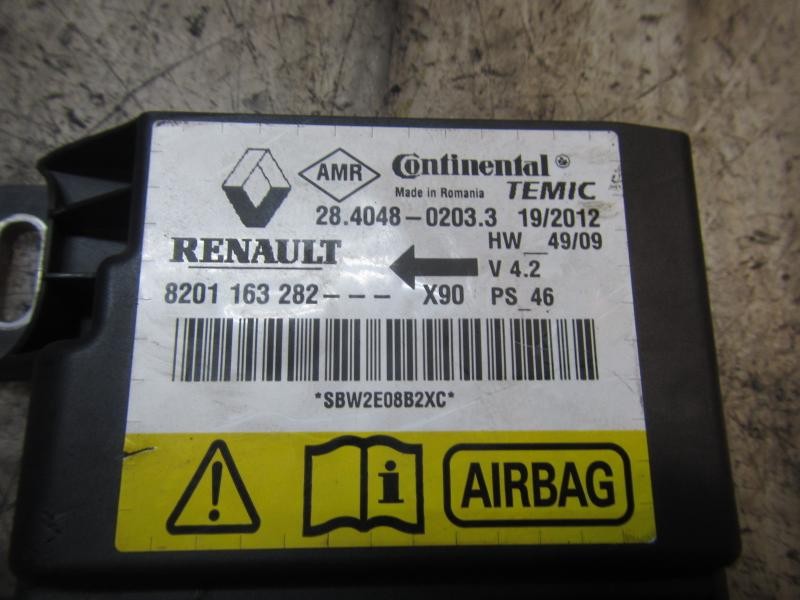 AMR Continental
Made in Romania TEMIC
28.4048-0203.3 19/2012
RENAULT HW__49/09
V 4.2
8201 163 282--- X90 PS_46
*SBW2E08B2XC*
! i AIRBAG